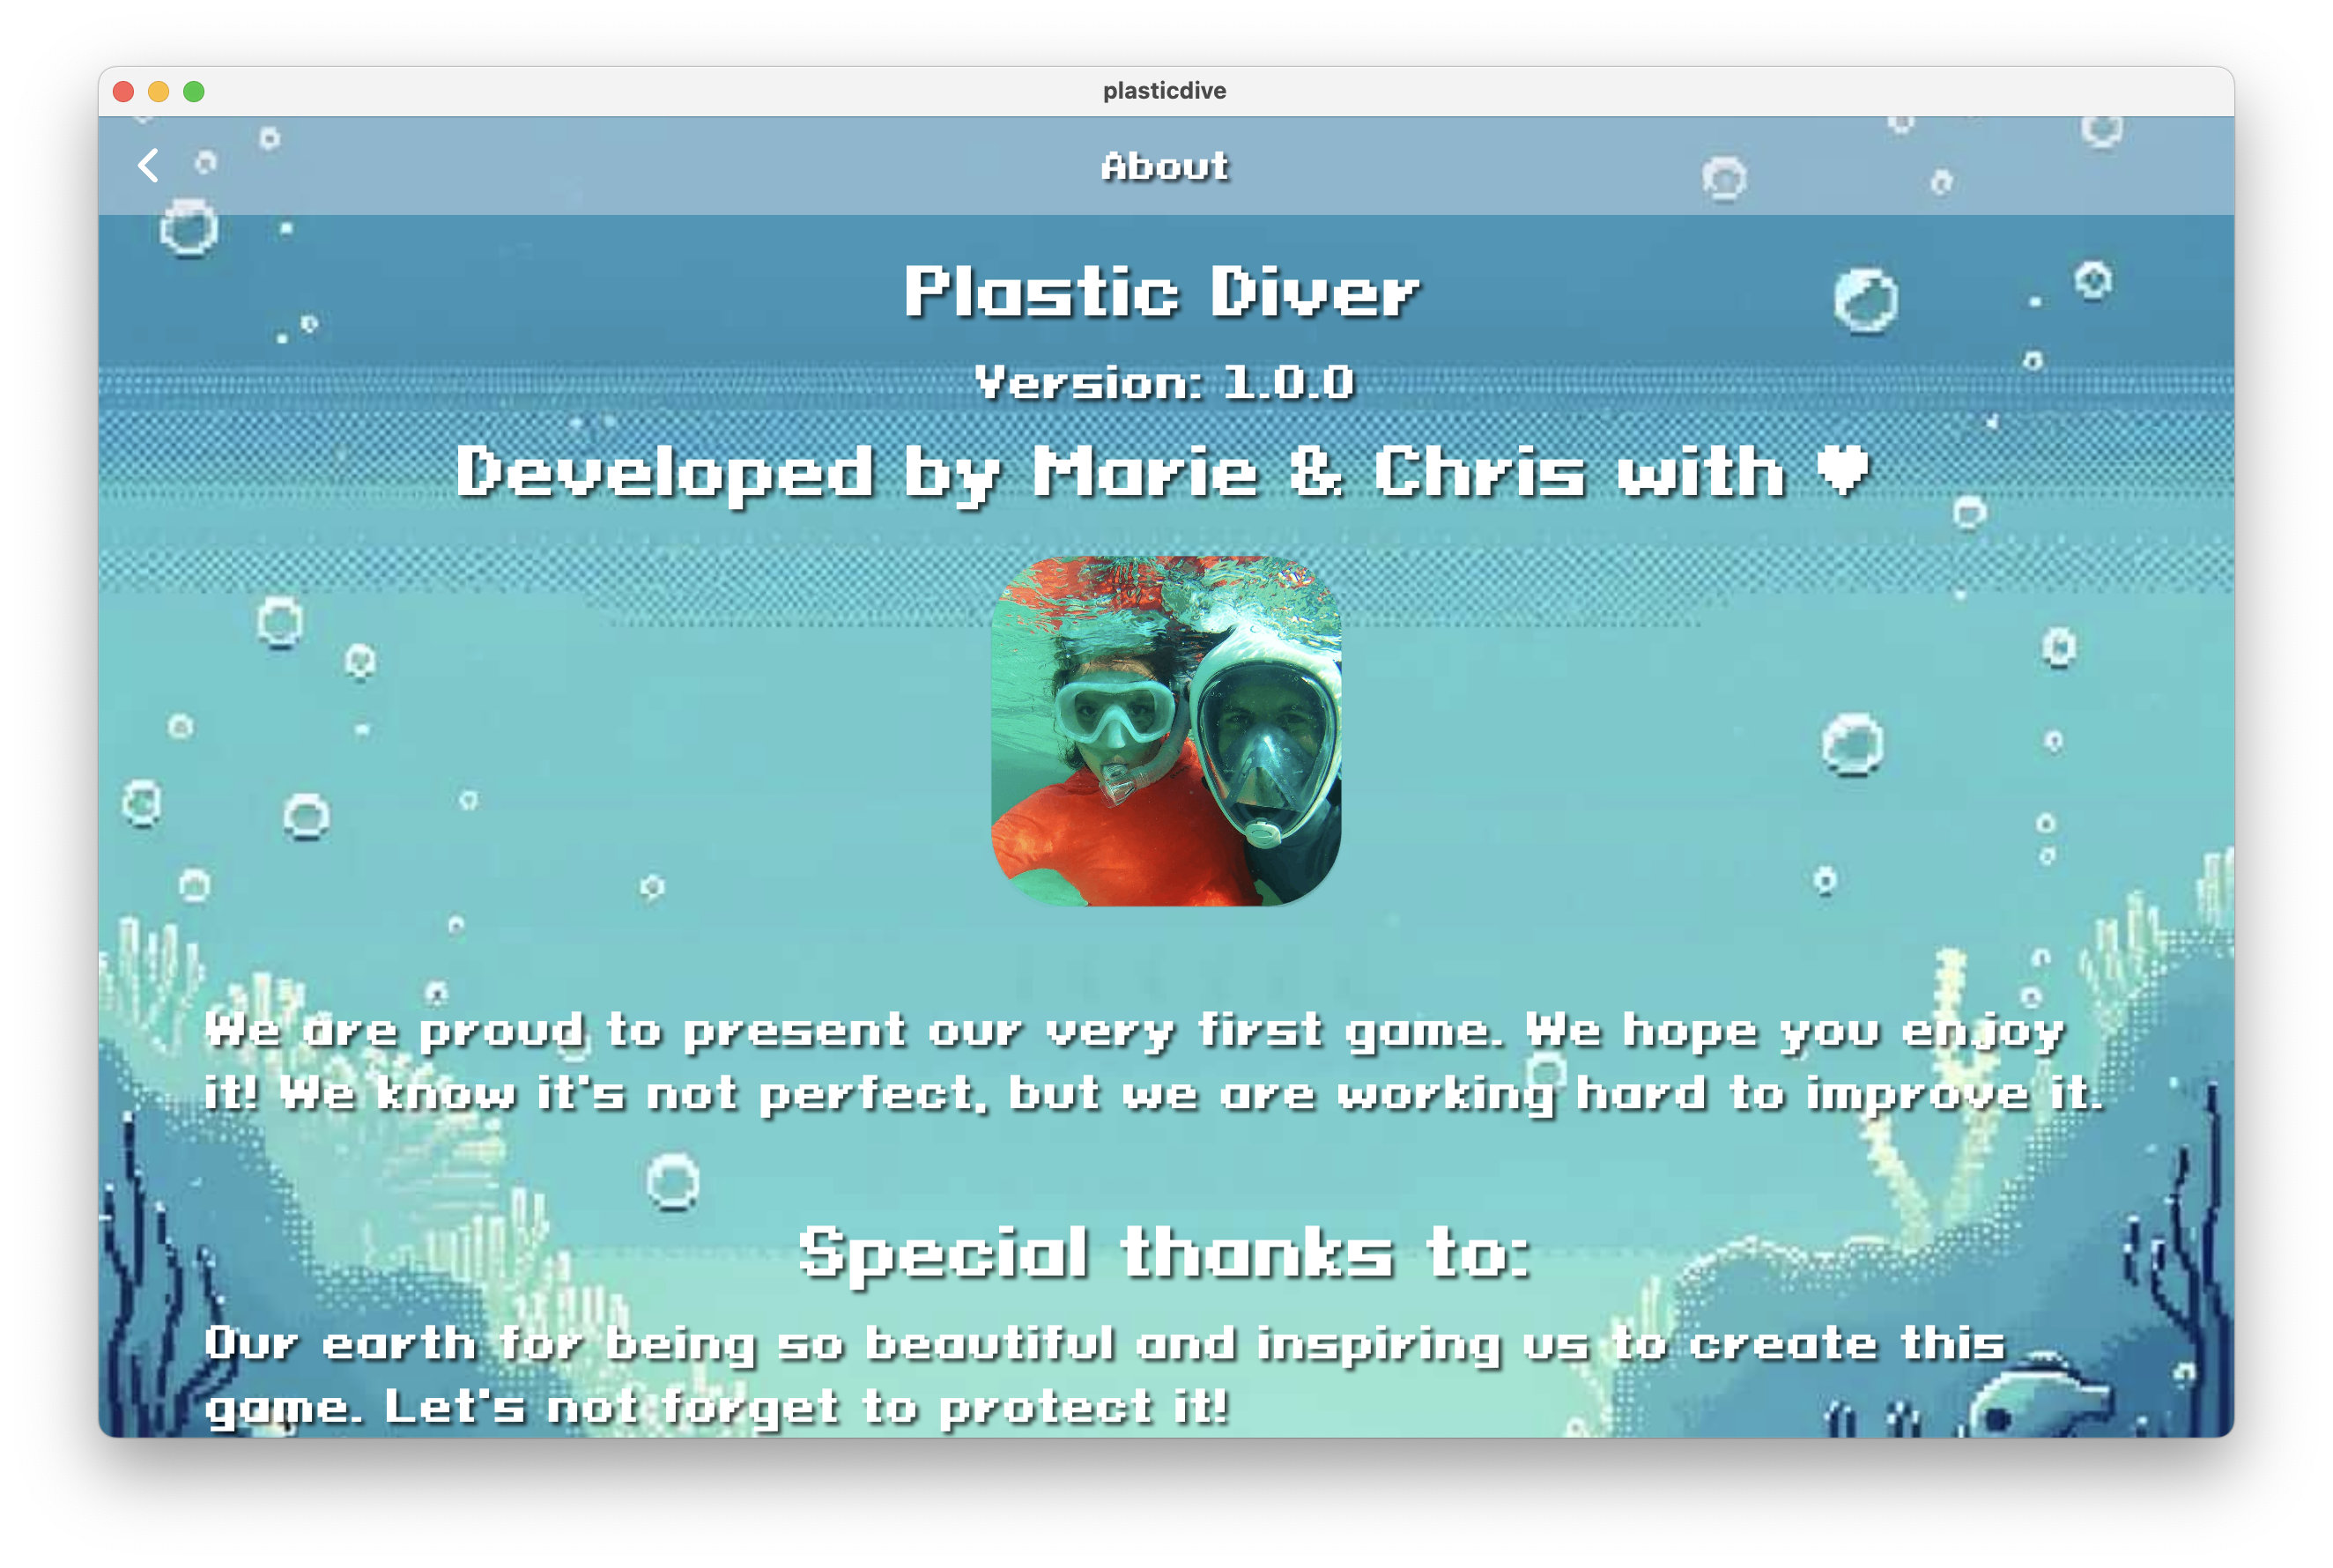 plasticdive
About
Plastic Diver
Version: 1.0.0
Developed by Marie & Chris with ♥
We are proud to present our very first game. We hope you enjoy
it! We know it's not perfect, but we are working hard to improve it.
Special thanks to:
Our earth for being so beautiful and inspiring us to create this
game. Let's not forget to protect it!